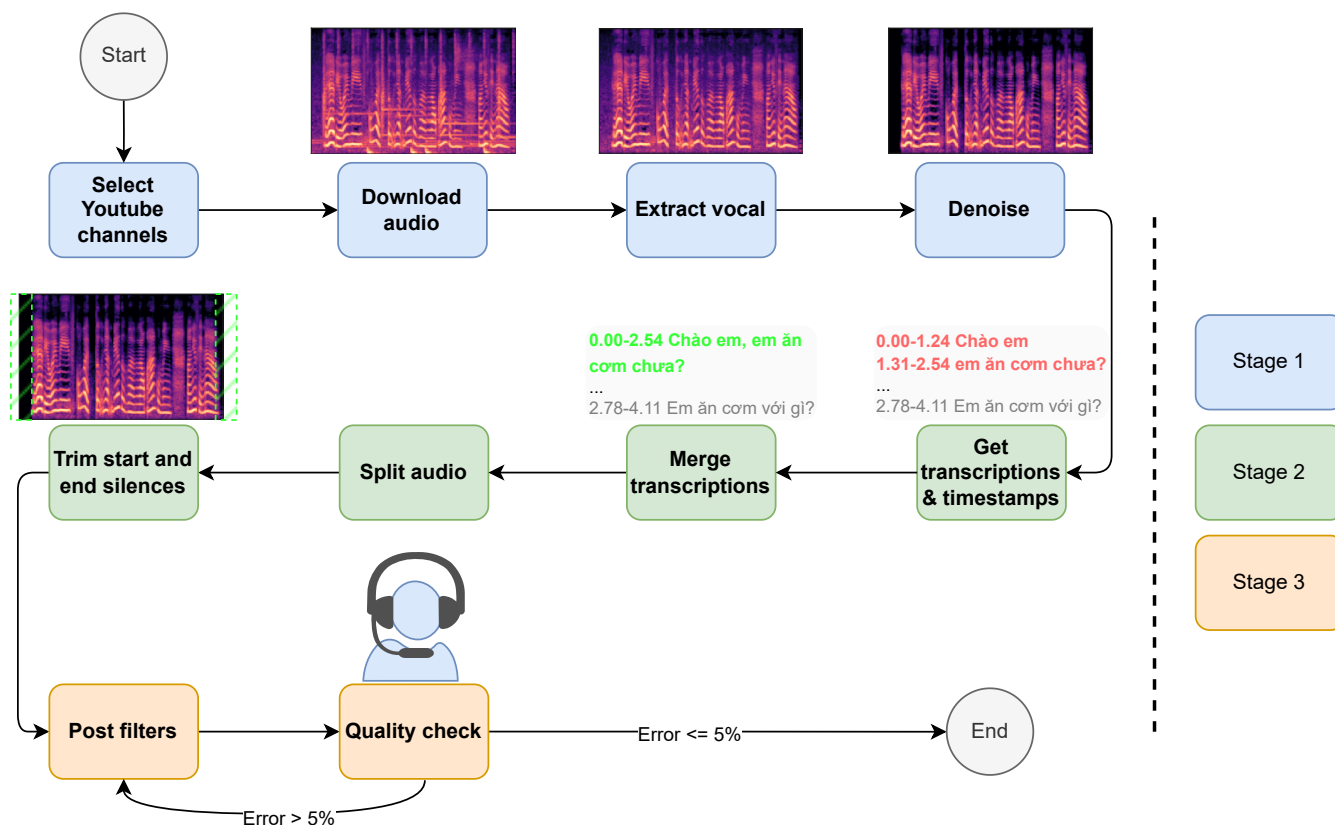 Start
Select
Youtube
channels
Download
audio
Extract vocal
Denoise
0.00-2.54 Chào em, em ăn
cơm chưa?
...
2.78-4.11 Em ăn cơm với gì?
0.00-1.24 Chào em
1.31-2.54 em ăn cơm chưa?
...
2.78-4.11 Em ăn cơm với gì?
Trim start and
end silences
Split audio
Merge
transcriptions
Get
transcriptions
& timestamps
Post filters
Quality check
Error <= 5%
End
Error > 5%
Stage 1
Stage 2
Stage 3